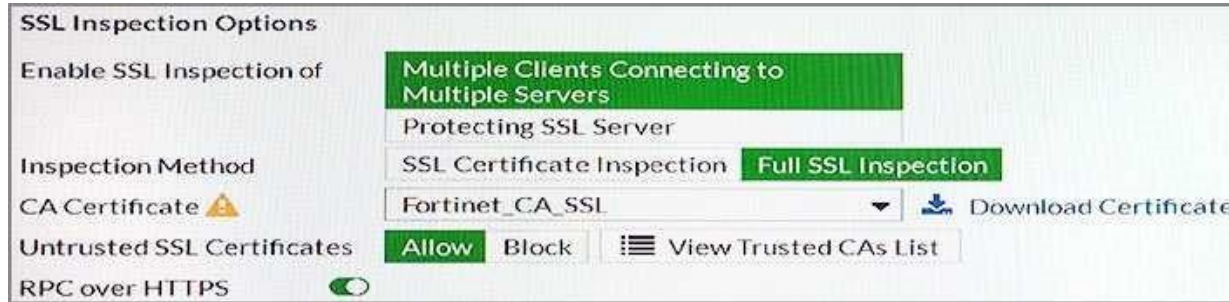 SSL Inspection Options
Enable SSL Inspection of Multiple Clients Connecting to
Multiple Servers
Protecting SSL Server
Inspection Method SSL Certificate Inspection Full SSL Inspection
CA Certificate Fortinet_CA_SSL Download Certificate
Untrusted SSL Certificates Allow Block View Trusted CAs List
RPC over HTTPS